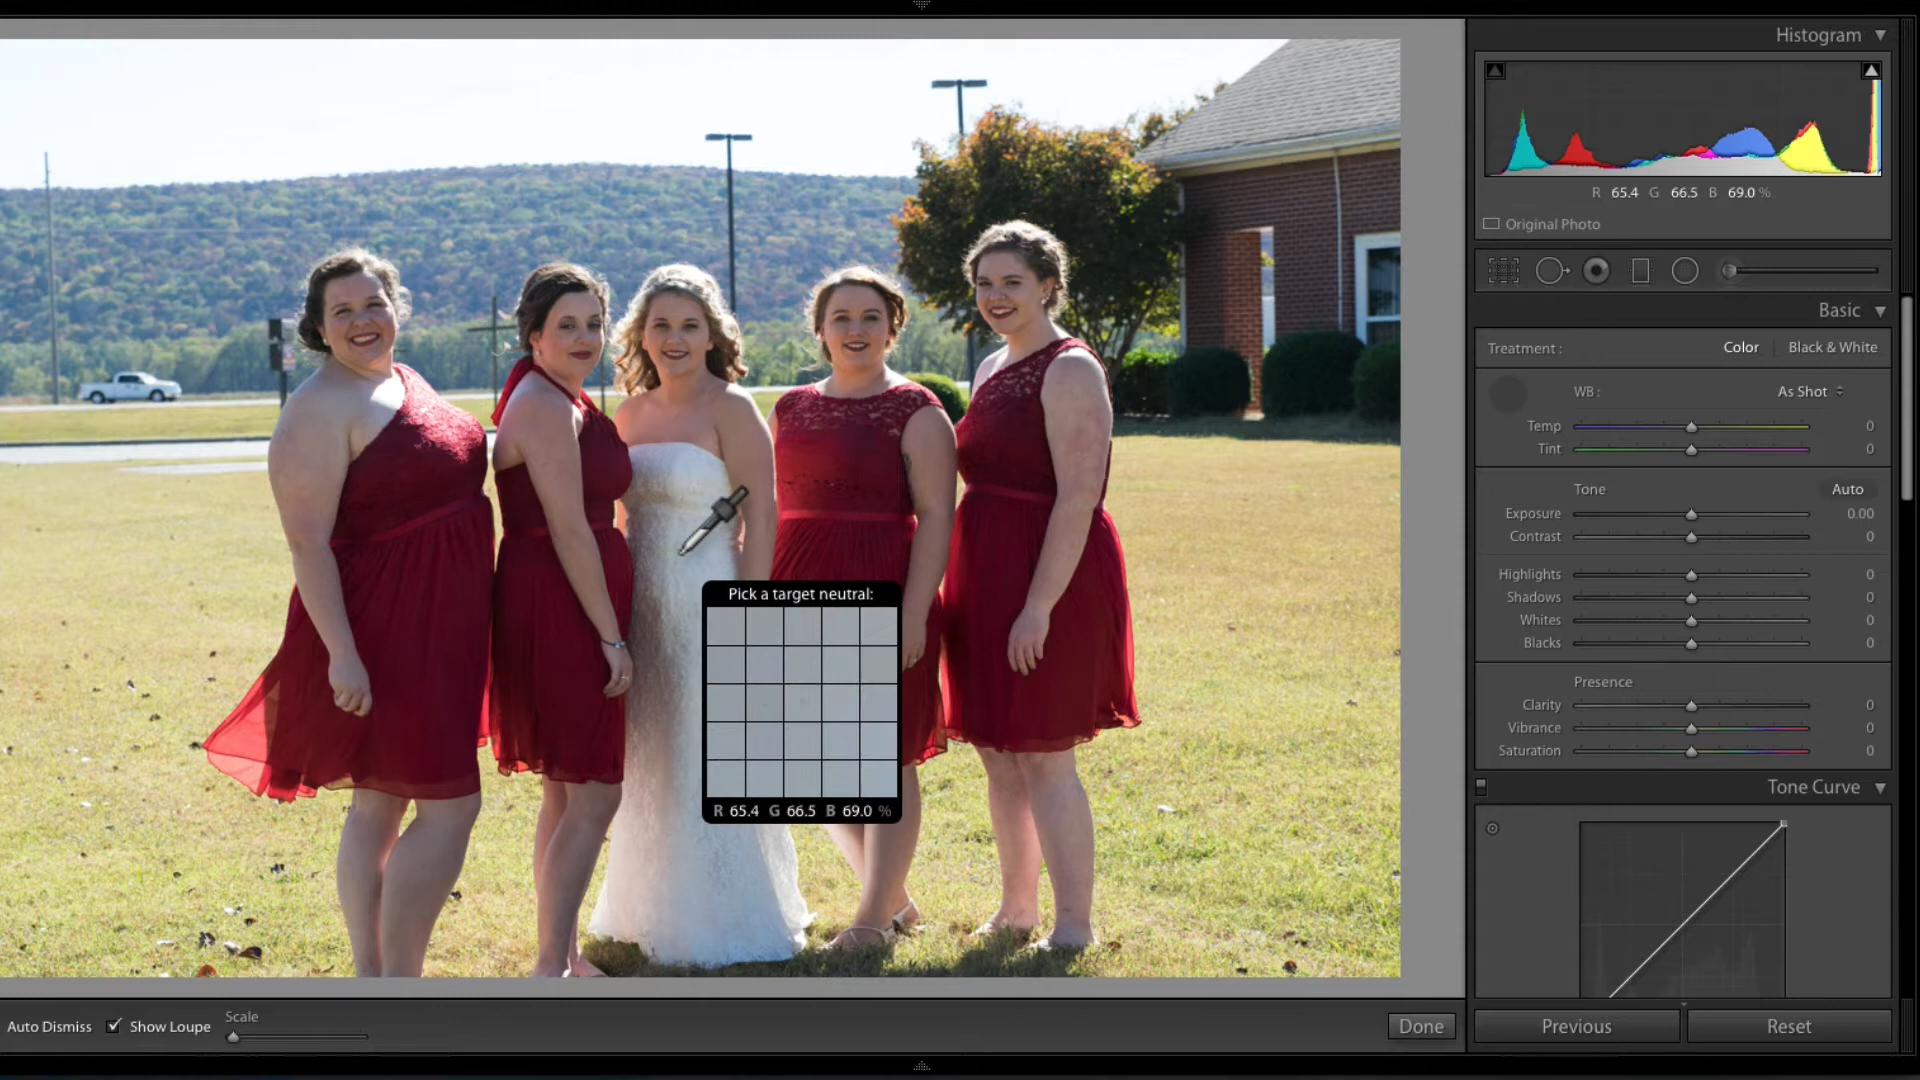 Histogram
R 65.4 G 66.5 B 69.0 %
Original Photo
Basic
Treatment : Color Black & White
WB : As Shot
Temp 0
Tint 0
Tone Auto
Exposure 0.00
Contrast 0
Highlights 0
Shadows 0
Whites 0
Blacks 0
Presence
Clarity 0
Vibrance 0
Saturation 0
Tone Curve
Pick a target neutral:
R 65.4 G 66.5 B 69.0 %
Auto Dismiss Show Loupe Scale
Done
Previous Reset